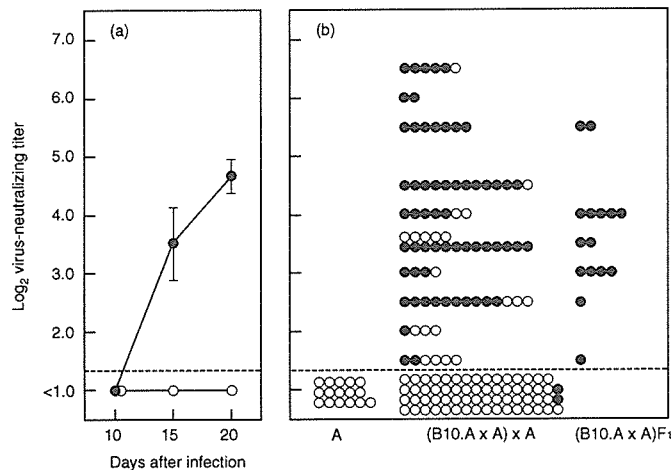 (a)
(b)
7.0
6.0
5.0
4.0
3.0
2.0
<1.0
Log₂ virus-neutralizing titer
10
15
20
Days after infection
A
(B10.A x A) x A
(B10.A x A)F₁